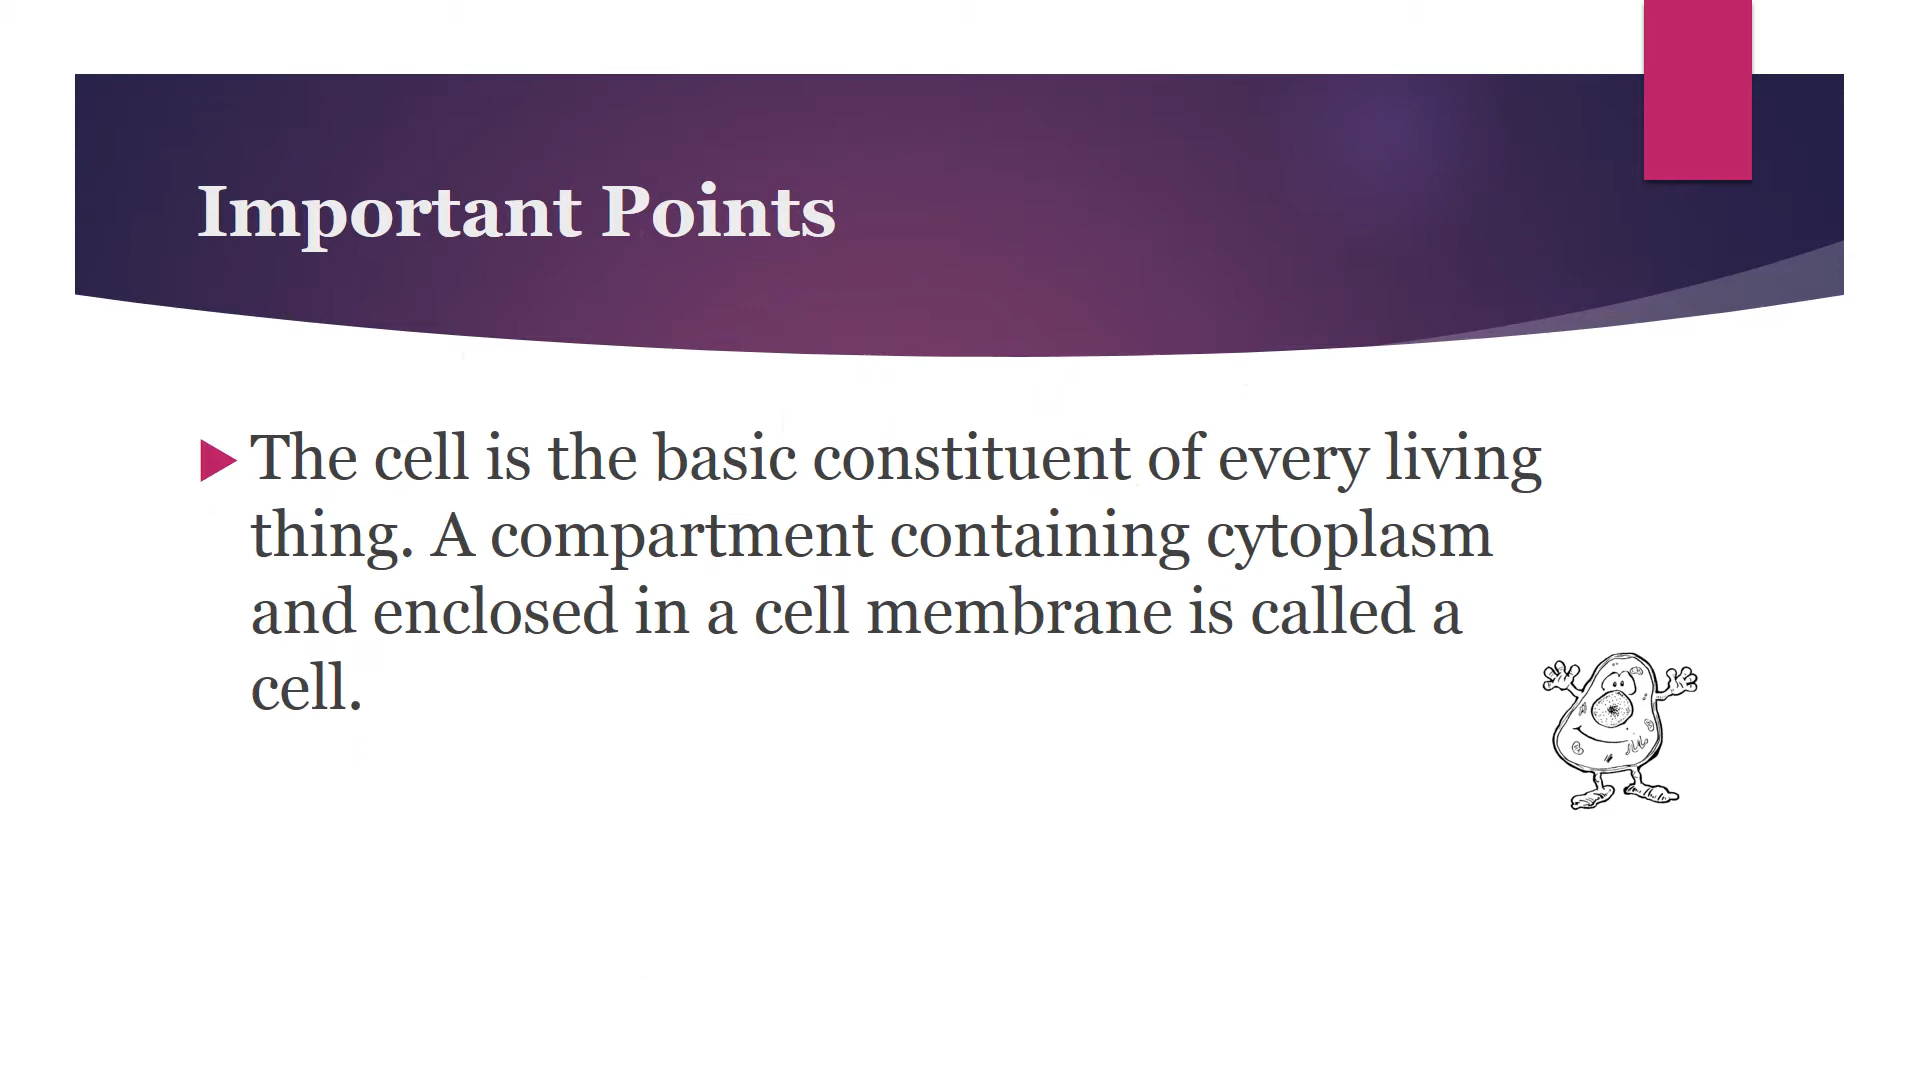 Important Points
The cell is the basic constituent of every living
thing. A compartment containing cytoplasm
and enclosed in a cell membrane is called a
cell.